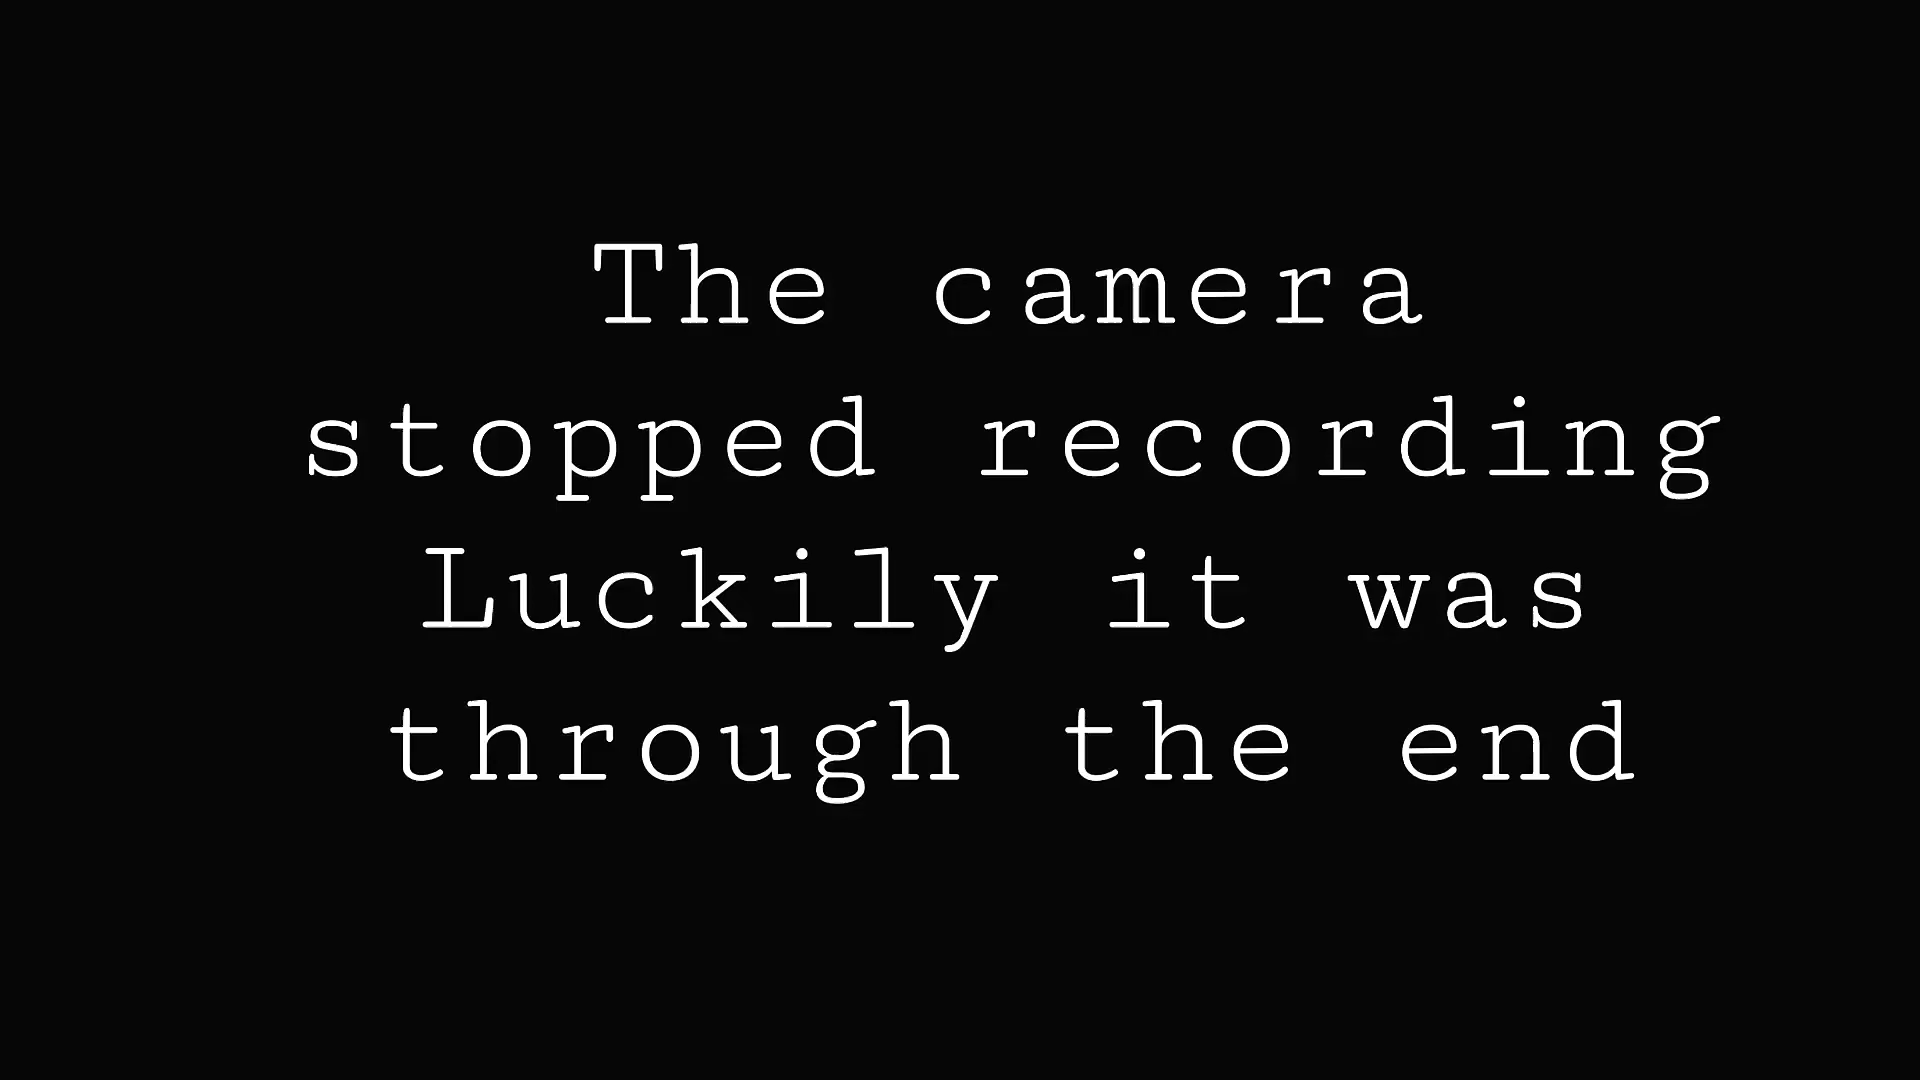 The camera
stopped recording
Luckily it was
through the end